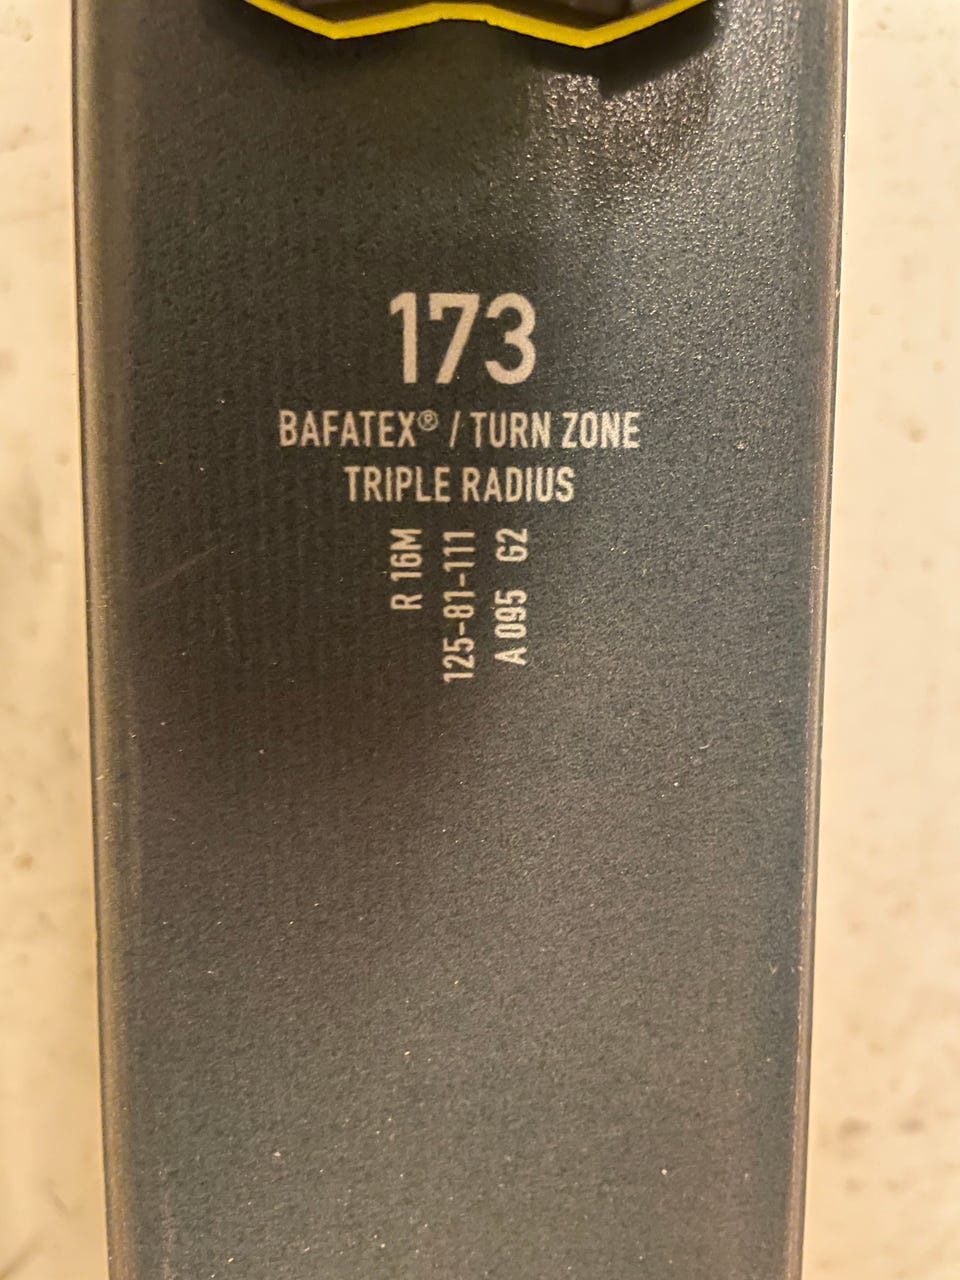 173
BAFATEX® / TURN ZONE
TRIPLE RADIUS
R 16M
125-81-111
A 095 G2